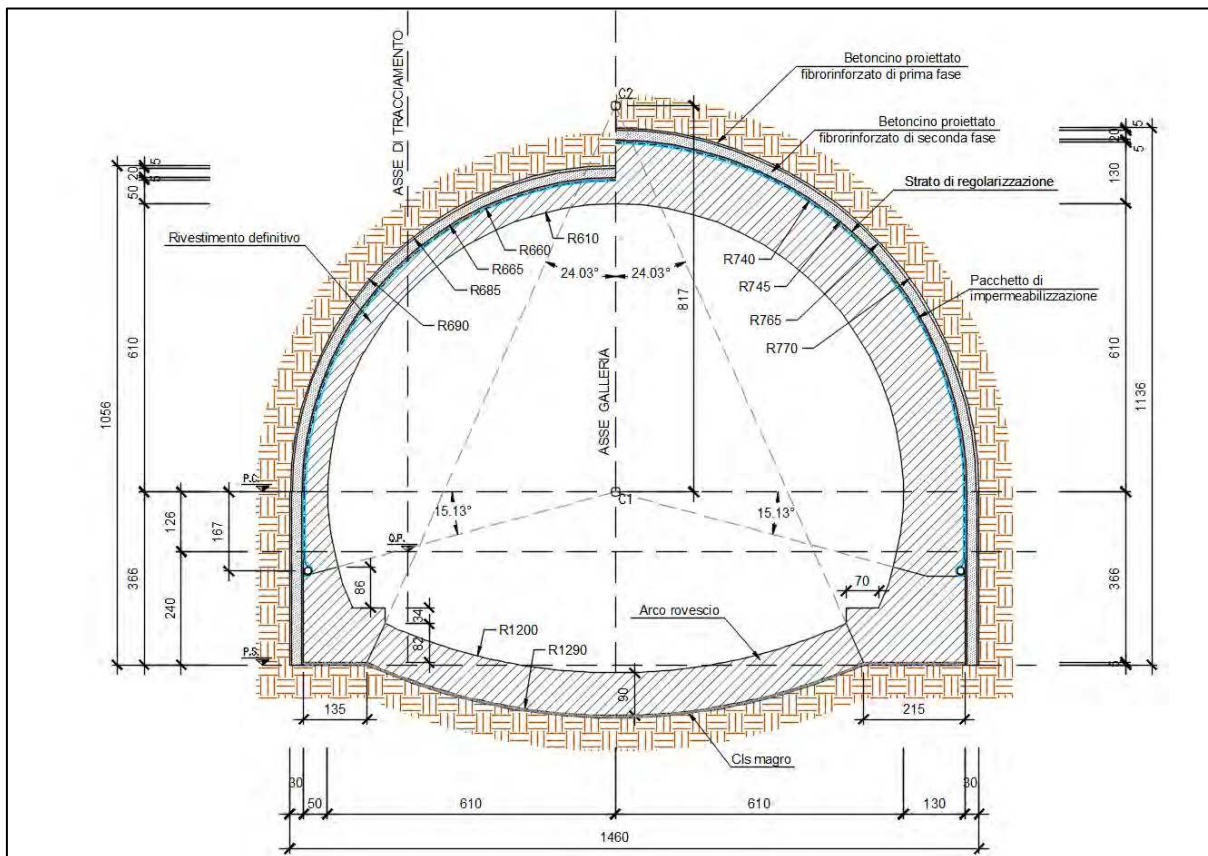 ASSE DI TRACCIAMENTO
Betoncino proiettato
fibrorinforzato di prima fase
C2
Betoncino proiettato
fibrorinforzato di seconda fase
Strato di regolarizzazione
Rivestimento definitivo
Pacchetto di
impermeabilizzazione
R610
R660
R665
R685
R690
24.03°
24.03°
R740
R745
R765
R770
817
ASSE GALLERIA
5
20
5
50
610
1056
5
20
5
130
610
1136
P.C.
C1
15.13°
15.13°
126
167
366
240
86
34
82
70
366
5
Arco rovescio
R1200
R1290
P.S.
90
135
215
Cls magro
30
50
610
610
130
30
1460